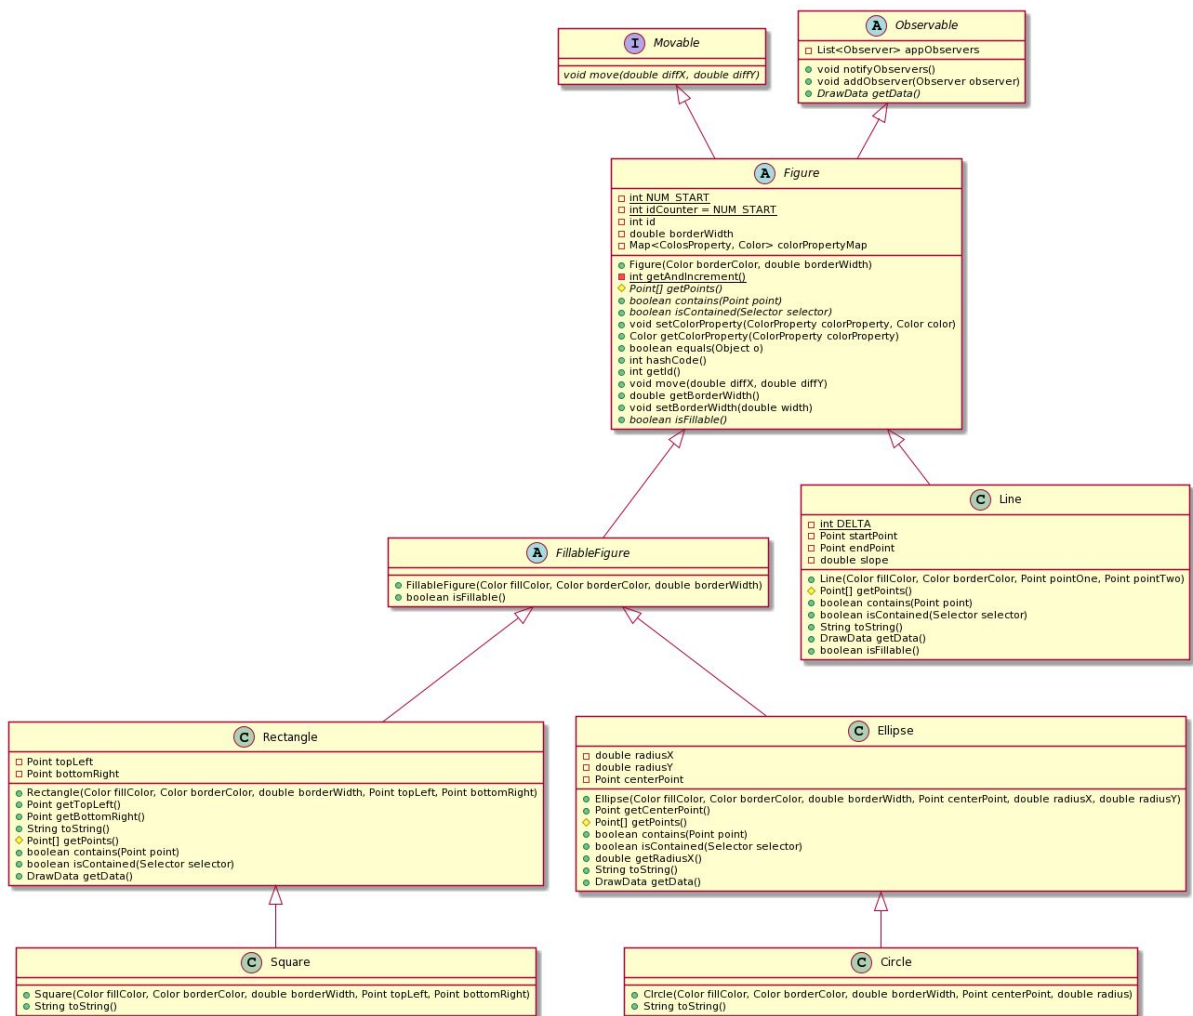 I Movable
void move(double diffX, double diffY)
A Observable
List<Observer> appObservers
void notifyObservers()
void addObserver(Observer observer)
DrawData getData()
A Figure
int NUM_START
int idCounter = NUM_START
int id
double borderWidth
Map<ColosProperty, Color> colorPropertyMap
Figure(Color borderColor, double borderWidth)
int getAndIncrement()
Point[] getPoints()
boolean contains(Point point)
boolean isContained(Selector selector)
void setColorProperty(ColorProperty colorProperty, Color color)
Color getColorProperty(ColorProperty colorProperty)
boolean equals(Object o)
int hashCode()
int getId()
void move(double diffX, double diffY)
double getBorderWidth()
void setBorderWidth(double width)
boolean isFillable()
A FillableFigure
FillableFigure(Color fillColor, Color borderColor, double borderWidth)
boolean isFillable()
C Line
int DELTA
Point startPoint
Point endPoint
double slope
Line(Color fillColor, Color borderColor, Point pointOne, Point pointTwo)
Point[] getPoints()
boolean contains(Point point)
boolean isContained(Selector selector)
String toString()
DrawData getData()
boolean isFillable()
C Rectangle
Point topLeft
Point bottomRight
Rectangle(Color fillColor, Color borderColor, double borderWidth, Point topLeft, Point bottomRight)
Point getTopLeft()
Point getBottomRight()
String toString()
Point[] getPoints()
boolean contains(Point point)
boolean isContained(Selector selector)
DrawData getData()
C Ellipse
double radiusX
double radiusY
Point centerPoint
Ellipse(Color fillColor, Color borderColor, double borderWidth, Point centerPoint, double radiusX, double radiusY)
Point getCenterPoint()
Point[] getPoints()
boolean contains(Point point)
boolean isContained(Selector selector)
double getRadiusX()
String toString()
DrawData getData()
C Square
Square(Color fillColor, Color borderColor, double borderWidth, Point topLeft, Point bottomRight)
String toString()
C Circle
CIrcle(Color fillColor, Color borderColor, double borderWidth, Point centerPoint, double radius)
String toString()